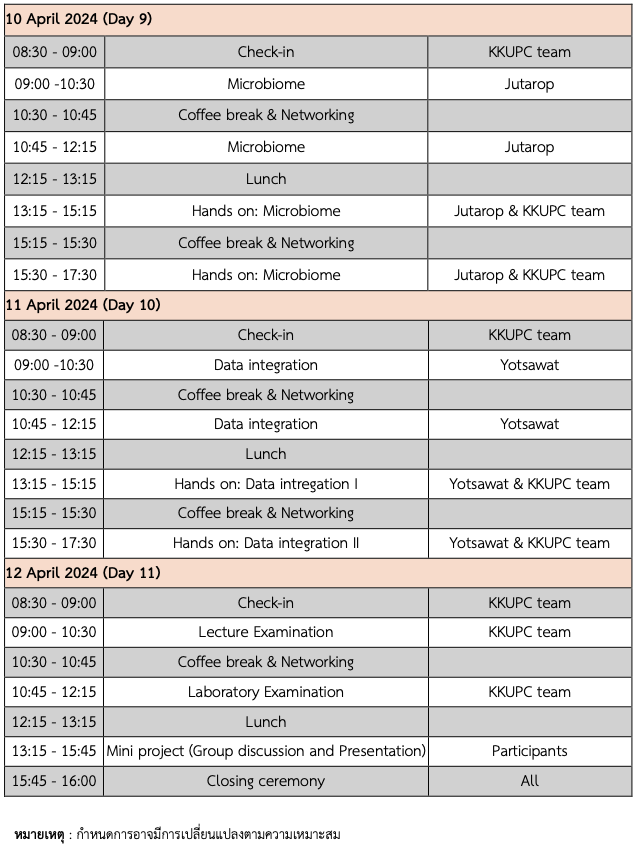 10 April 2024 (Day 9)
08:30 - 09:00 Check-in KKUPC team
09:00 -10:30 Microbiome Jutarop
10:30 - 10:45 Coffee break & Networking
10:45 - 12:15 Microbiome Jutarop
12:15 - 13:15 Lunch
13:15 - 15:15 Hands on: Microbiome Jutarop & KKUPC team
15:15 - 15:30 Coffee break & Networking
15:30 - 17:30 Hands on: Microbiome Jutarop & KKUPC team
11 April 2024 (Day 10)
08:30 - 09:00 Check-in KKUPC team
09:00 -10:30 Data integration Yotsawat
10:30 - 10:45 Coffee break & Networking
10:45 - 12:15 Data integration Yotsawat
12:15 - 13:15 Lunch
13:15 - 15:15 Hands on: Data intregation I Yotsawat & KKUPC team
15:15 - 15:30 Coffee break & Networking
15:30 - 17:30 Hands on: Data integration II Yotsawat & KKUPC team
12 April 2024 (Day 11)
08:30 - 09:00 Check-in KKUPC team
09:00 - 10:30 Lecture Examination KKUPC team
10:30 - 10:45 Coffee break & Networking
10:45 - 12:15 Laboratory Examination KKUPC team
12:15 - 13:15 Lunch
13:15 - 15:45 Mini project (Group discussion and Presentation) Participants
15:45 - 16:00 Closing ceremony All
หมายเหตุ : กำหนดการอาจมีการเปลี่ยนแปลงตามความเหมาะสม